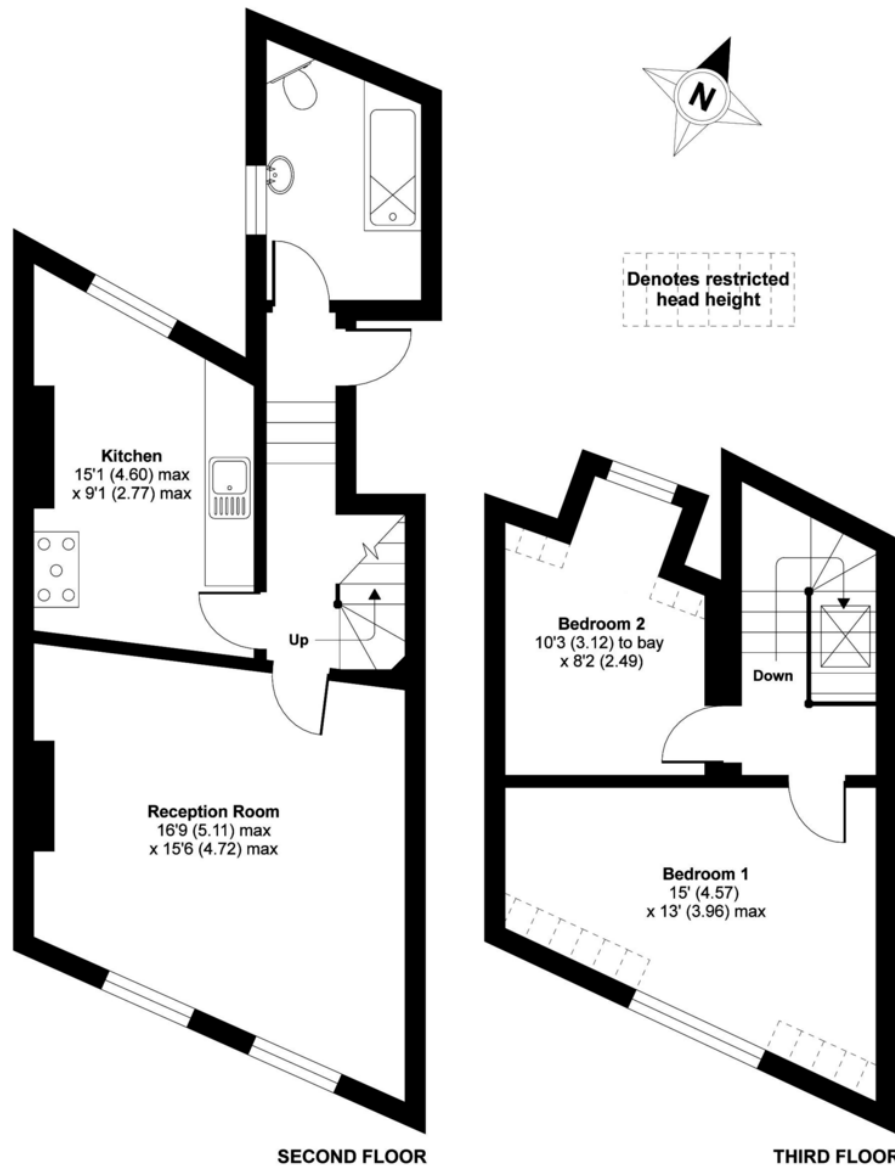 N
Denotes restricted
head height
Kitchen
15'1 (4.60) max
x 9'1 (2.77) max
Up
Reception Room
16'9 (5.11) max
x 15'6 (4.72) max
SECOND FLOOR
Bedroom 2
10'3 (3.12) to bay
x 8'2 (2.49)
Down
Bedroom 1
15' (4.57)
x 13' (3.96) max
THIRD FLOOR